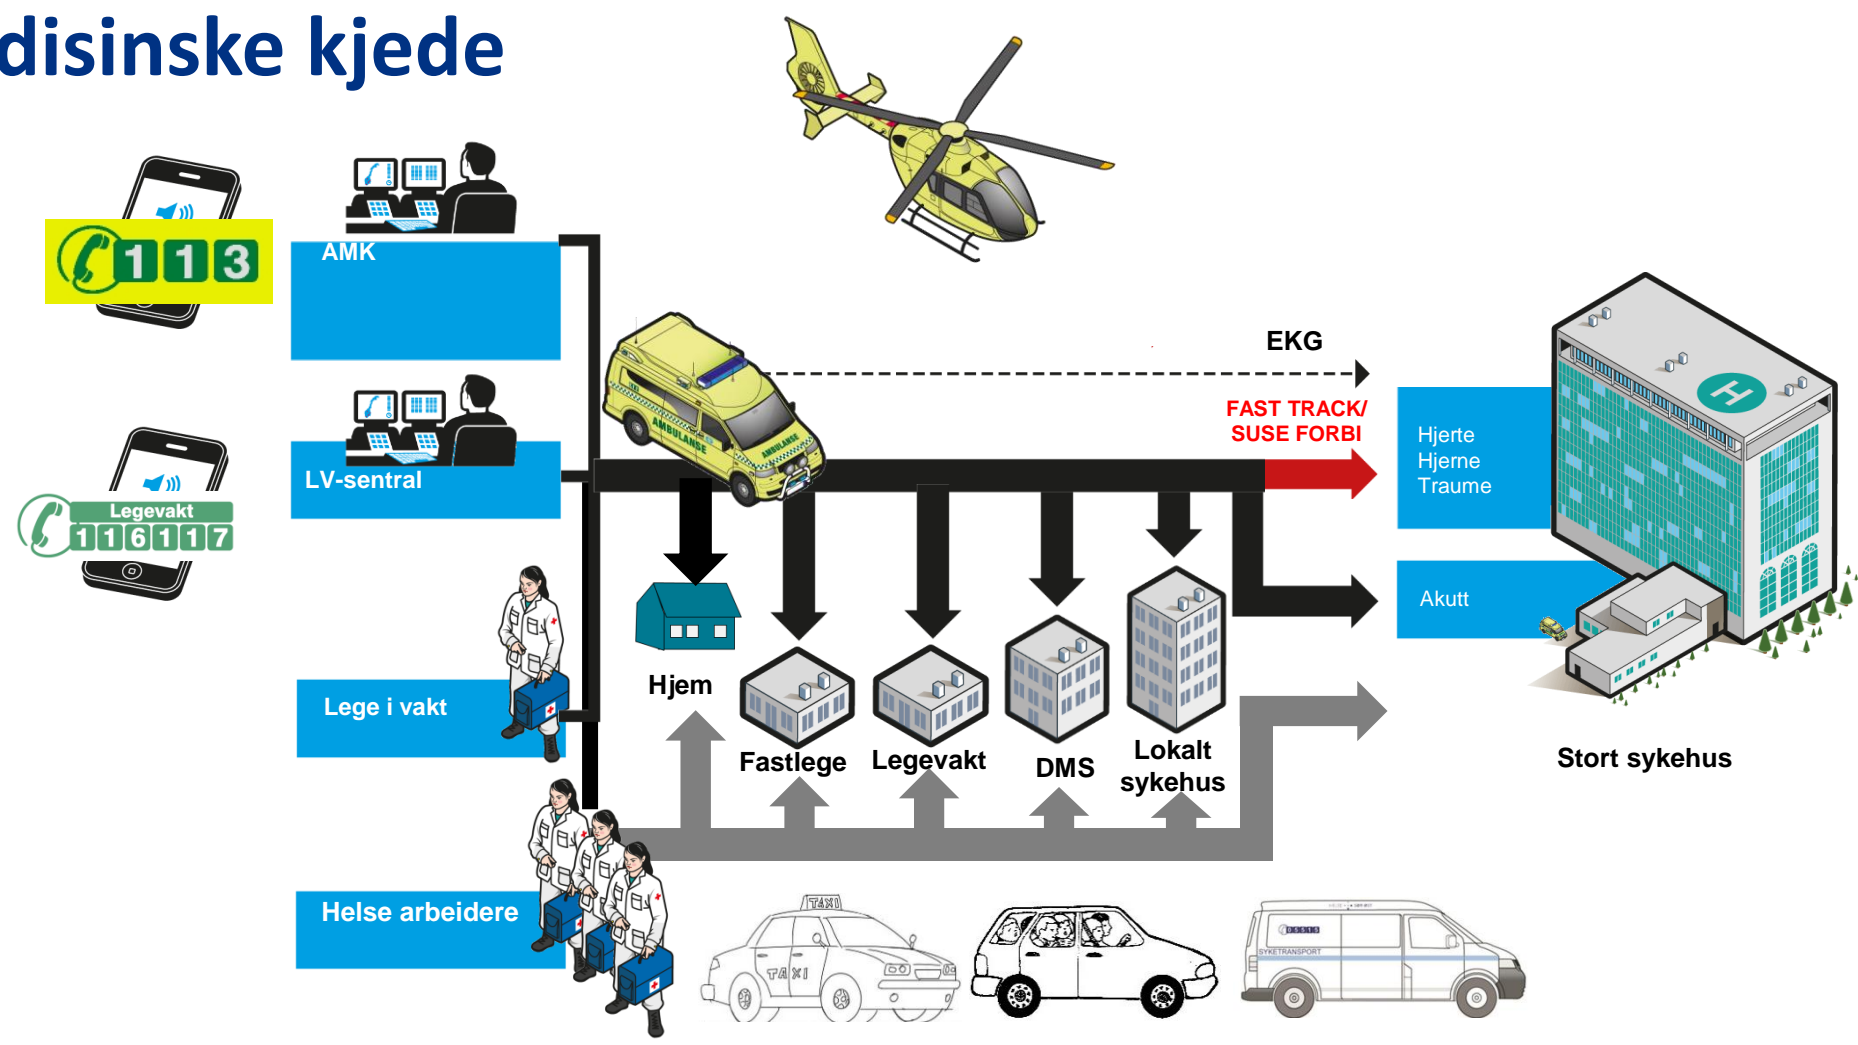 disinske kjede
113
AMK
EKG
FAST TRACK/
SUSE FORBI
AMBULANSE
AMBULANSE
H
Hjerte
Hjerne
Traume
LV-sentral
Legevakt
116117
Akutt
Hjem
Lege i vakt
Fastlege
Legevakt
DMS
Lokalt
sykehus
Stort sykehus
Helse arbeidere
TAXI
TAXI
SYKETRANSPORT